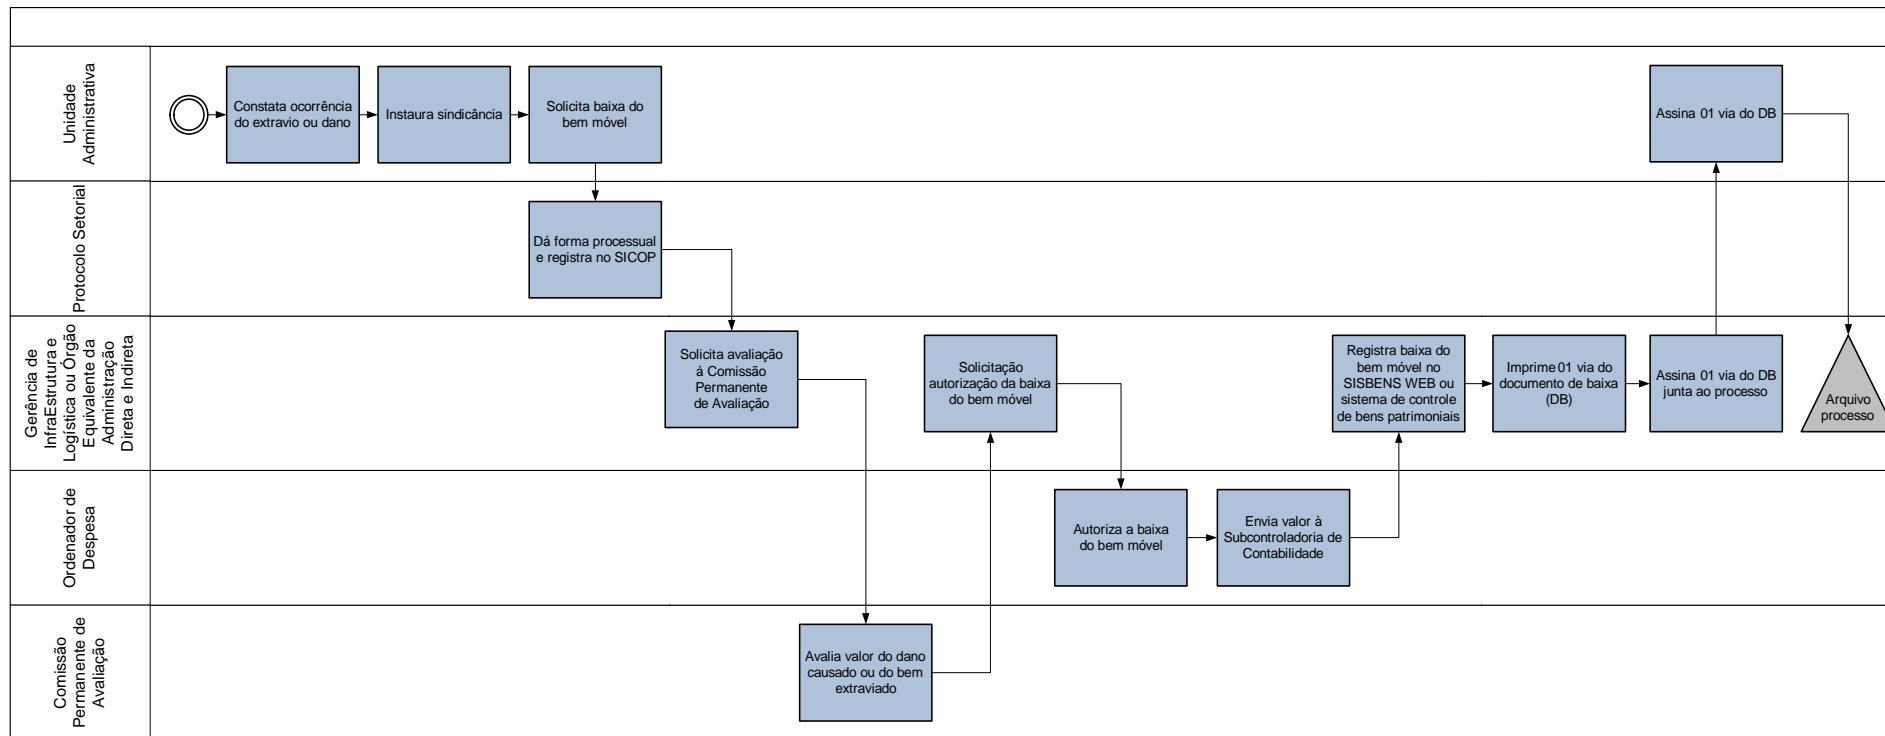 Unidade
Administrativa
Constata ocorrência
do extravio ou dano
Instaura sindicância
Solicita baixa do
bem móvel
Assina 01 via do DB
Protocolo Setorial
Dá forma processual
e registra no SICOP
Gerência de
InfraEstrutura e
Logística ou Órgão
Equivalente da
Administração
Direta e Indireta
Solicita avaliação
á Comissão
Permanente
de Avaliação
Solicitação
autorização da baixa
do bem móvel
Registra baixa do
bem móvel no
SISBENS WEB ou
sistema de controle
de bens patrimoniais
Imprime 01 via do
documento de baixa
(DB)
Assina 01 via do DB
junta ao processo
Arquivo
processo
Ordenador de
Despesa
Autoriza a baixa
do bem móvel
Envia valor à
Subcontroladoria de
Contabilidade
Comissão
Permanente de
Avaliação
Avalia valor do dano
causado ou do bem
extraviado